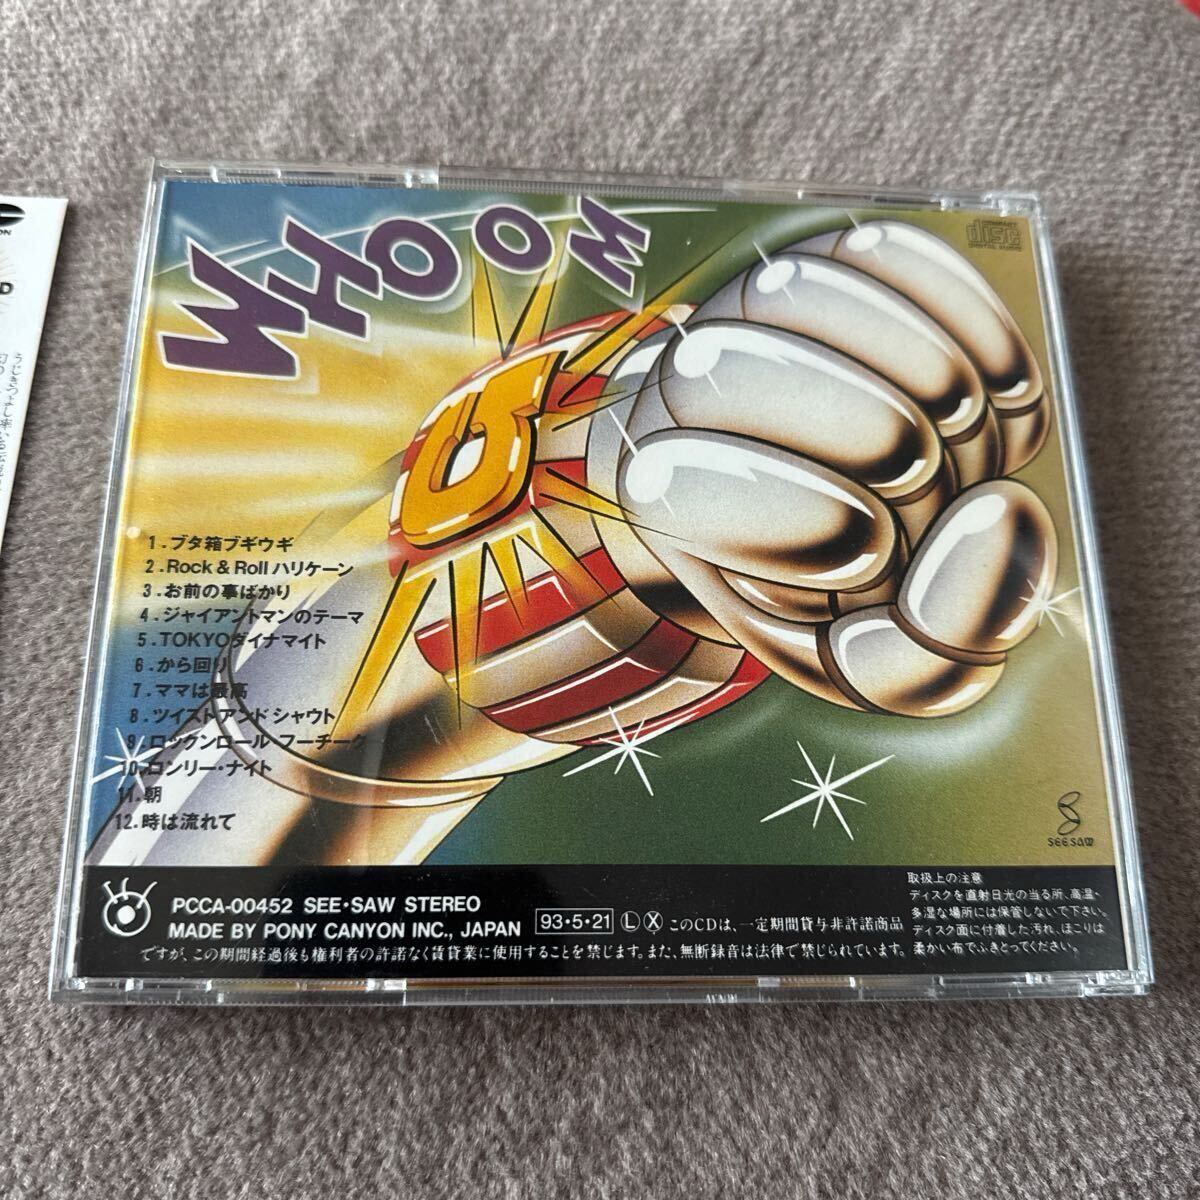 WHOOM
disc
DIGITAL AUDIO
1. ブタ箱ブギウギ
2. Rock & Roll ハリケーン
3. お前の事ばかり
4. ジャイアントマンのテーマ
5. TOKYOダイナマイト
6. から回り
7. ママは最高
8. ツイストアンドシャウト
9. ロックンロール・フーチークー
10. ロンリー・ナイト
11. 朝
12. 時は流れて
SEE SAW
PCCA-00452 SEE・SAW STEREO
MADE BY PONY CANYON INC., JAPAN
93・5・21 L X このCDは、一定期間貸与非許諾商品
ですが、この期間経過後も権利者の許諾なく賃貸業に使用することを禁じます。また、無断録音は法律で禁じられています。
取扱上の注意
ディスクを直射日光の当る所、高温・
多湿な場所には保管しないで下さい。
ディスク面に付着した汚れ、ほこりは
柔かい布でふきとってください。